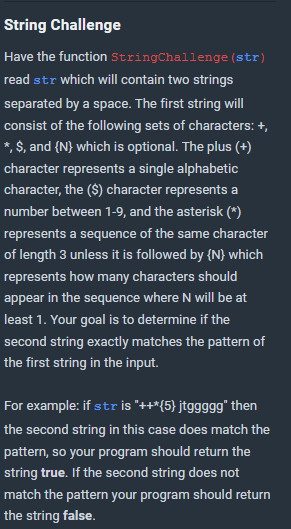 String Challenge
Have the function StringChallenge(str)
read str which will contain two strings
separated by a space. The first string will
consist of the following sets of characters: +,
*, $, and {N} which is optional. The plus (+)
character represents a single alphabetic
character, the ($) character represents a
number between 1-9, and the asterisk (*)
represents a sequence of the same character
of length 3 unless it is followed by {N} which
represents how many characters should
appear in the sequence where N will be at
least 1. Your goal is to determine if the
second string exactly matches the pattern of
the first string in the input.
For example: if str is "++*{5} jtggggg" then
the second string in this case does match the
pattern, so your program should return the
string true. If the second string does not
match the pattern your program should return
the string false.